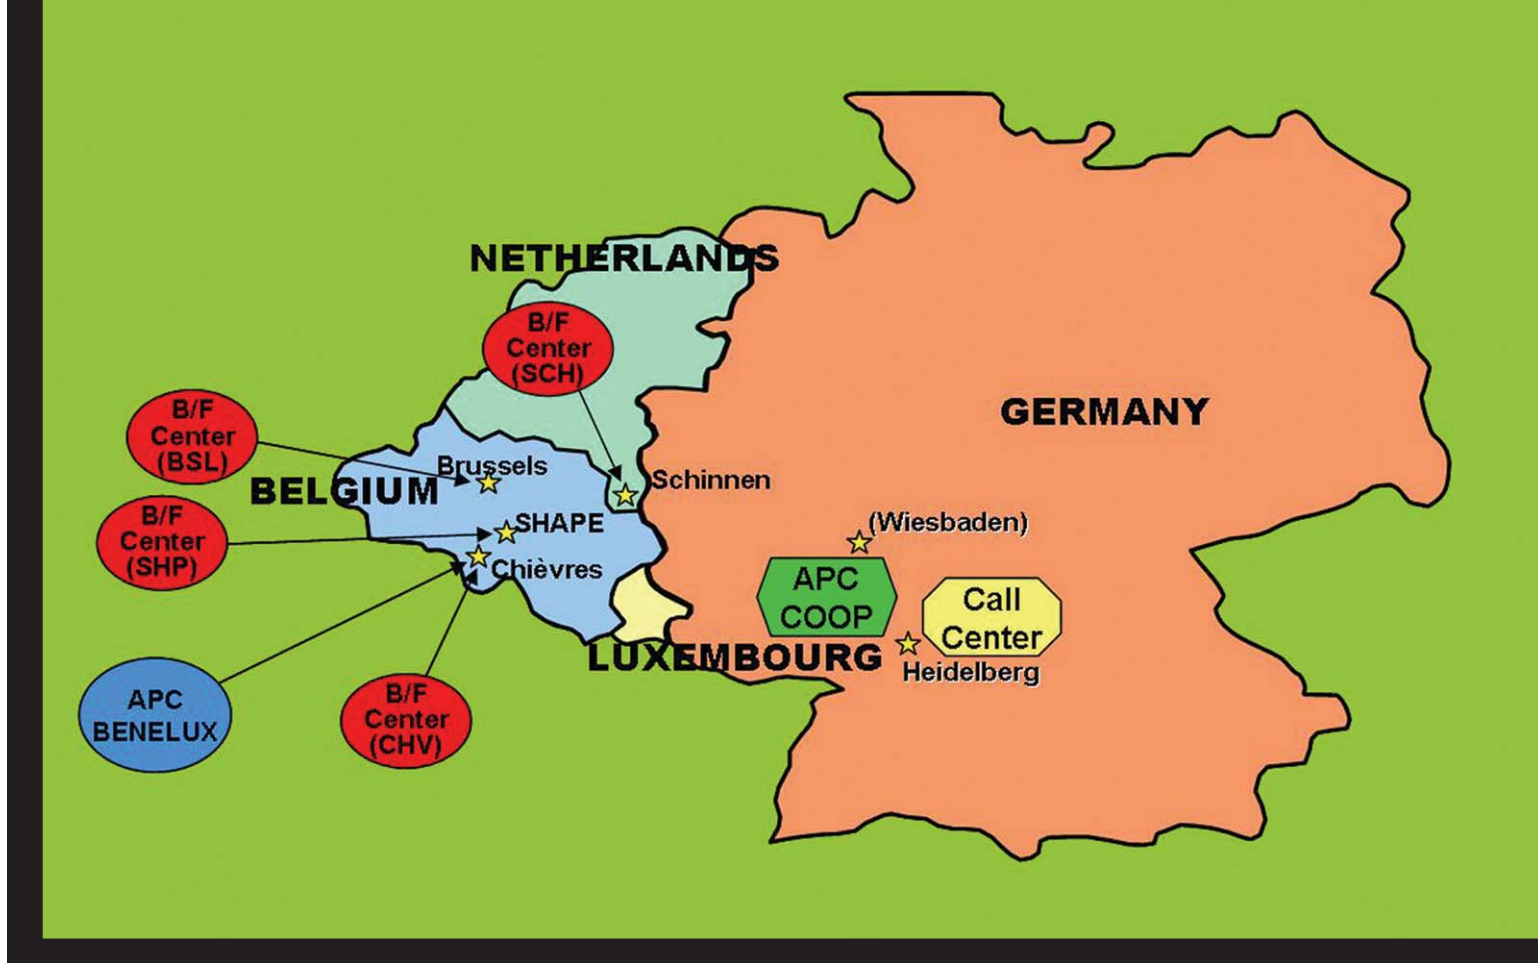 NETHERLANDS
B/F
Center
(SCH)
B/F
Center
(BSL)
GERMANY
Brussels
BELGIUM
Schinnen
B/F
Center
(SHP)
SHAPE
(Wiesbaden)
Chièvres
APC
COOP
Call
Center
LUXEMBOURG
Heidelberg
APC
BENELUX
B/F
Center
(CHV)